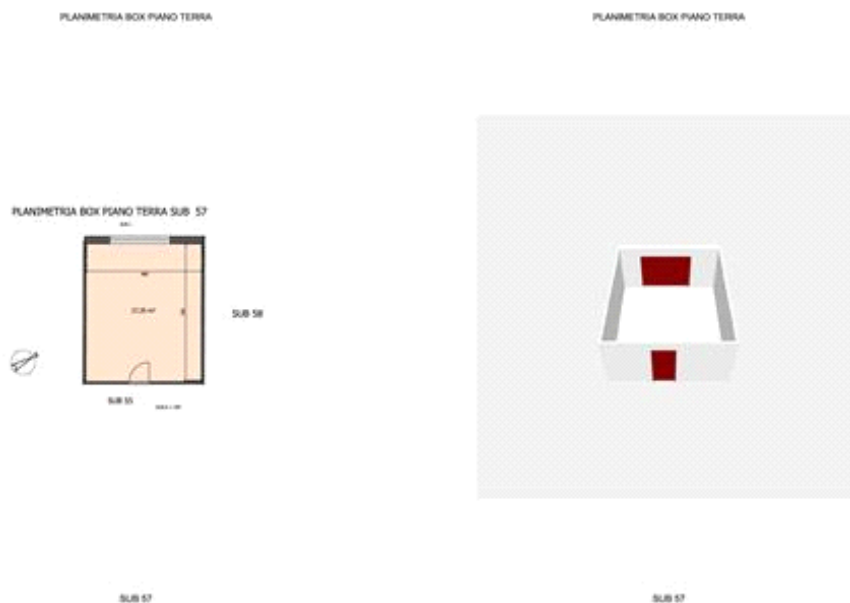 PLANIMETRIA BOX PIANO TERRA
PLANIMETRIA BOX PIANO TERRA
PLANIMETRIA BOX PIANO TERRA SUB 57
SUB 58
SUB 55
SUB 57
SUB 57